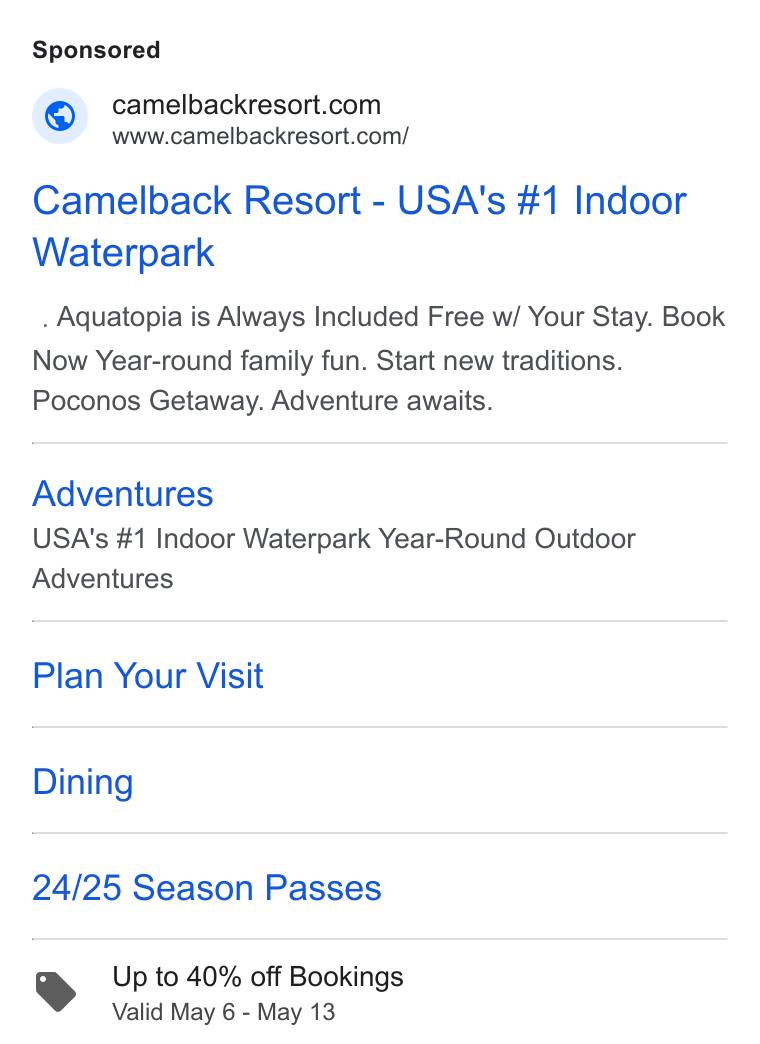 Sponsored
camelbackresort.com
www.camelbackresort.com/
Camelback Resort - USA's #1 Indoor
Waterpark
. Aquatopia is Always Included Free w/ Your Stay. Book
Now Year-round family fun. Start new traditions.
Poconos Getaway. Adventure awaits.
Adventures
USA's #1 Indoor Waterpark Year-Round Outdoor
Adventures
Plan Your Visit
Dining
24/25 Season Passes
Up to 40% off Bookings
Valid May 6 - May 13